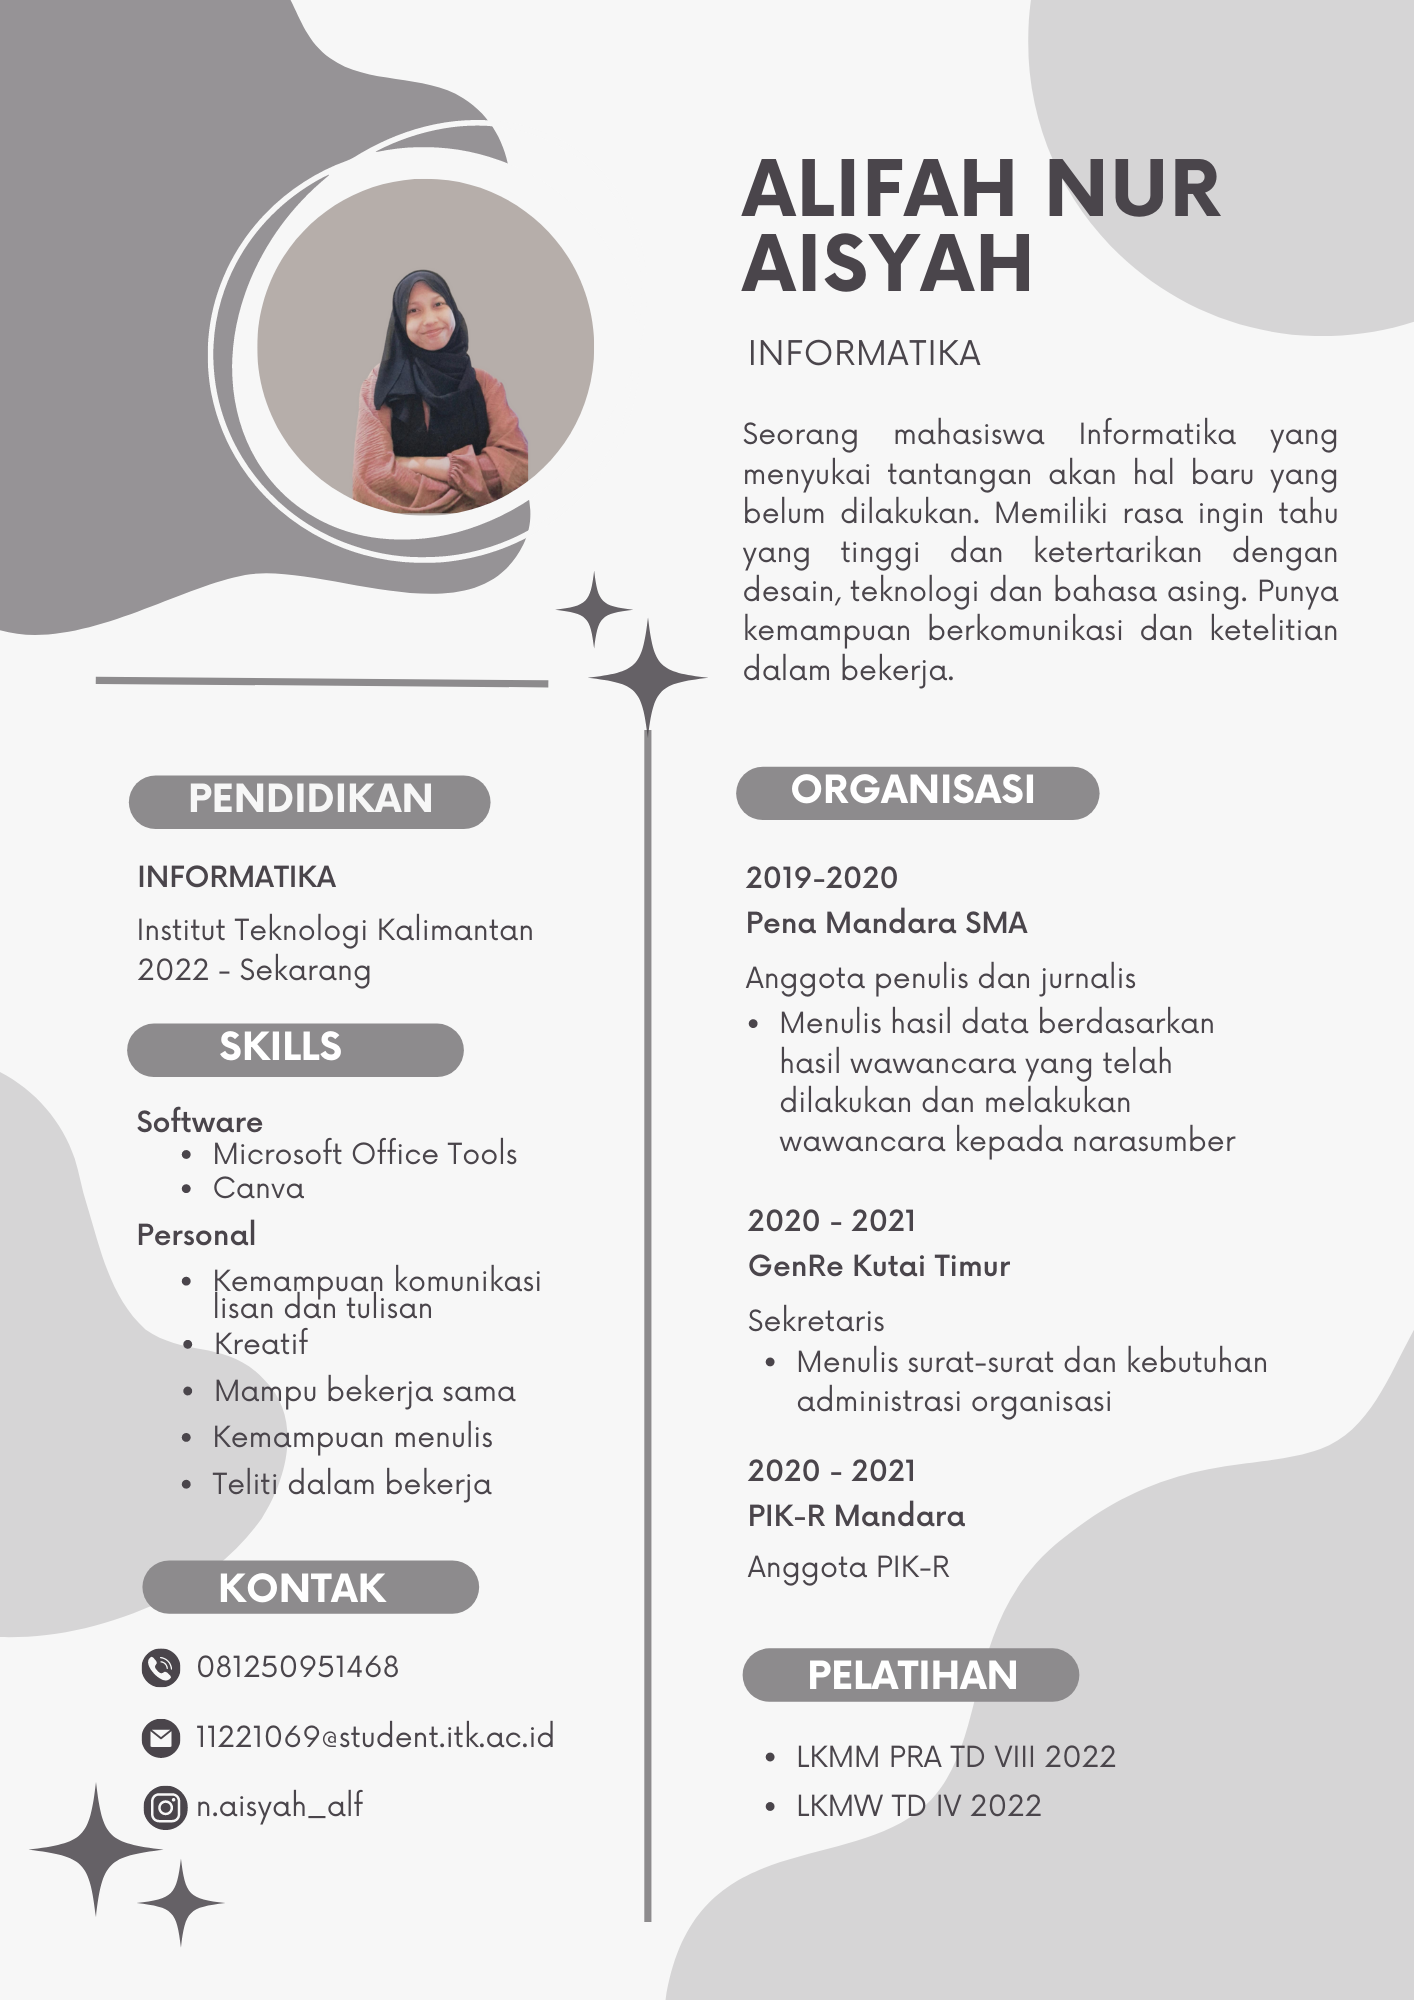 ALIFAH NUR
AISYAH
INFORMATIKA
Seorang mahasiswa Informatika yang
menyukai tantangan akan hal baru yang
belum dilakukan. Memiliki rasa ingin tahu
yang tinggi dan ketertarikan dengan
desain, teknologi dan bahasa asing. Punya
kemampuan berkomunikasi dan ketelitian
dalam bekerja.
PENDIDIKAN
INFORMATIKA
Institut Teknologi Kalimantan
2022 - Sekarang
SKILLS
Software
• Microsoft Office Tools
• Canva
Personal
• Kemampuan komunikasi
lisan dan tulisan
• Kreatif
• Mampu bekerja sama
• Kemampuan menulis
• Teliti dalam bekerja
KONTAK
081250951468
11221069@student.itk.ac.id
n.aisyah_alf
ORGANISASI
2019-2020
Pena Mandara SMA
Anggota penulis dan jurnalis
• Menulis hasil data berdasarkan
hasil wawancara yang telah
dilakukan dan melakukan
wawancara kepada narasumber
2020 - 2021
GenRe Kutai Timur
Sekretaris
• Menulis surat-surat dan kebutuhan
administrasi organisasi
2020 - 2021
PIK-R Mandara
Anggota PIK-R
PELATIHAN
• LKMM PRA TD VIII 2022
• LKMW TD IV 2022